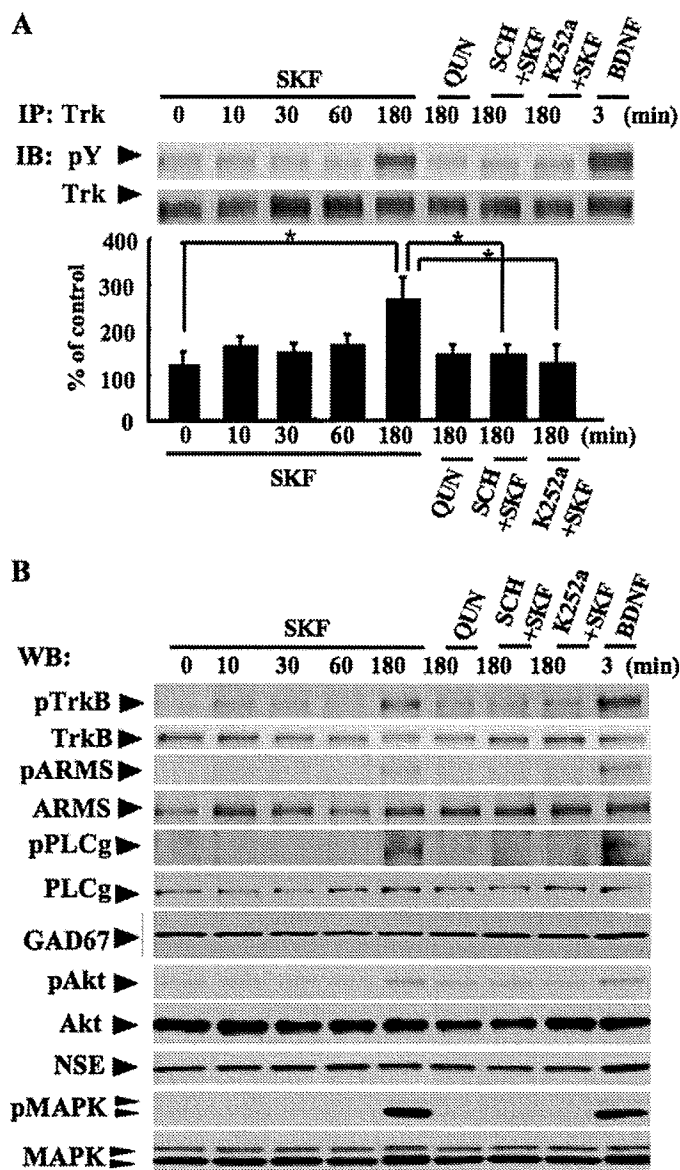 A
SKF
QUN
SCH +SKF
K252a +SKF
BDNF
IP: Trk 0 10 30 60 180 180 180 180 3 (min)
IB: pY
Trk
% of control
400
300
200
100
0
*
*
*
0 10 30 60 180 180 180 180 (min)
SKF
QUN
SCH +SKF
K252a +SKF
B
SKF
QUN
SCH +SKF
K252a +SKF
BDNF
WB: 0 10 30 60 180 180 180 180 3 (min)
pTrkB
TrkB
pARMS
ARMS
pPLCg
PLCg
GAD67
pAkt
Akt
NSE
pMAPK
MAPK